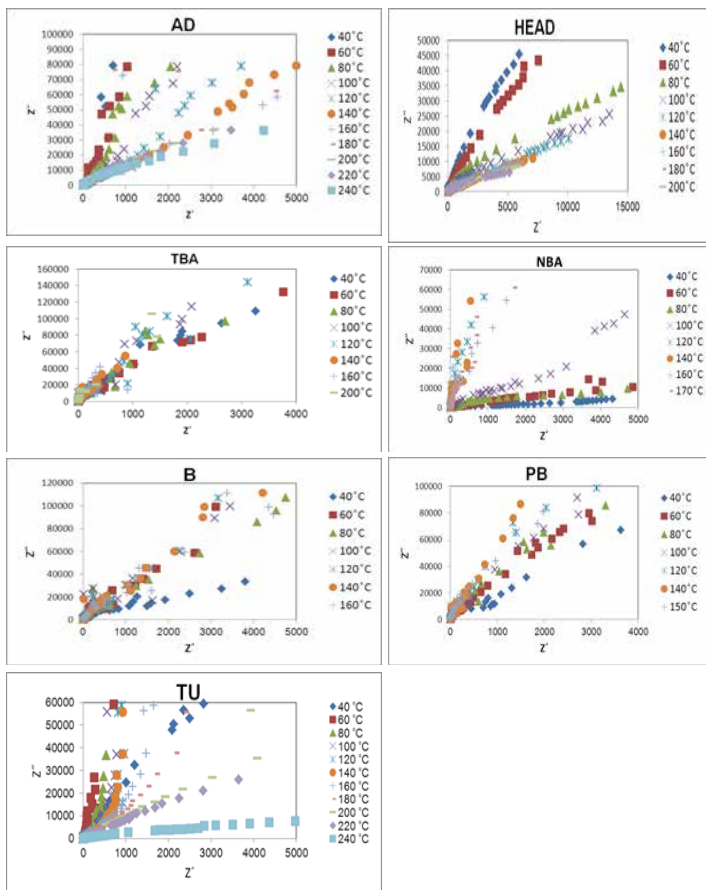 AD
Z''
80000
70000
60000
50000
40000
30000
20000
10000
0
0 1000 2000 3000 4000 5000
Z'
40˚C
60˚C
80˚C
100˚C
120˚C
140˚C
160˚C
180˚C
200˚C
220˚C
240˚C
HEAD
Z''
50000
45000
40000
35000
30000
25000
20000
15000
10000
5000
0
0 5000 10000 15000
Z'
40˚C
60˚C
80˚C
100˚C
120˚C
140˚C
160˚C
180˚C
200˚C
TBA
Z''
160000
140000
120000
100000
80000
60000
40000
20000
0
0 1000 2000 3000 4000
Z'
40˚C
60˚C
80˚C
100˚C
120˚C
140˚C
160˚C
200˚C
NBA
Z''
70000
60000
50000
40000
30000
20000
10000
0
0 1000 2000 3000 4000 5000
Z'
40˚C
60˚C
80˚C
100˚C
120˚C
140˚C
160˚C
170˚C
B
Z''
120000
100000
80000
60000
40000
20000
0
0 1000 2000 3000 4000 5000
Z'
40˚C
60˚C
80˚C
100˚C
120˚C
140˚C
160˚C
PB
Z''
100000
80000
60000
40000
20000
0
0 1000 2000 3000 4000
Z'
40˚C
60˚C
80˚C
100˚C
120˚C
140˚C
150˚C
TU
Z''
60000
50000
40000
30000
20000
10000
0
0 1000 2000 3000 4000 5000
Z'
40 ˚C
60 ˚C
80 ˚C
100 ˚C
120 ˚C
140 ˚C
160 ˚C
180 ˚C
200 ˚C
220 ˚C
240 ˚C